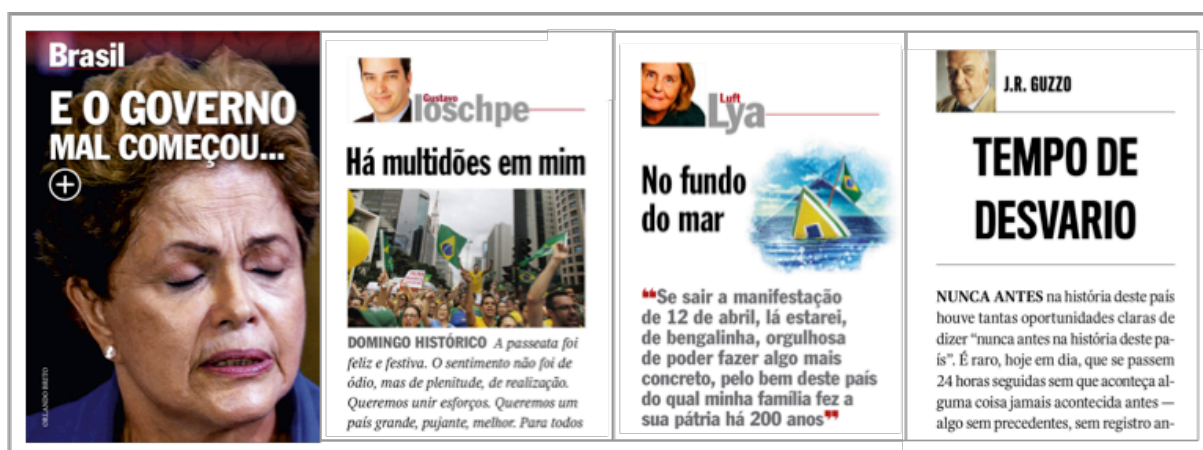 Brasil
E O GOVERNO
MAL COMEÇOU...
ORLANDO BRITO
Gustavo
Ioschpe
Há multidões em mim
DOMINGO HISTÓRICO A passeata foi
feliz e festiva. O sentimento não foi de
ódio, mas de plenitude, de realização.
Queremos unir esforços. Queremos um
país grande, pujante, melhor. Para todos
Luft
Lya
No fundo
do mar
❝Se sair a manifestação
de 12 de abril, lá estarei,
de bengalinha, orgulhosa
de poder fazer algo mais
concreto, pelo bem deste país
do qual minha família fez a
sua pátria há 200 anos❞
J.R. GUZZO
TEMPO DE
DESVARIO
NUNCA ANTES na história deste país
houve tantas oportunidades claras de
dizer “nunca antes na história deste pa-
ís”. É raro, hoje em dia, que se passem
24 horas seguidas sem que aconteça al-
guma coisa jamais acontecida antes —
algo sem precedentes, sem registro an-